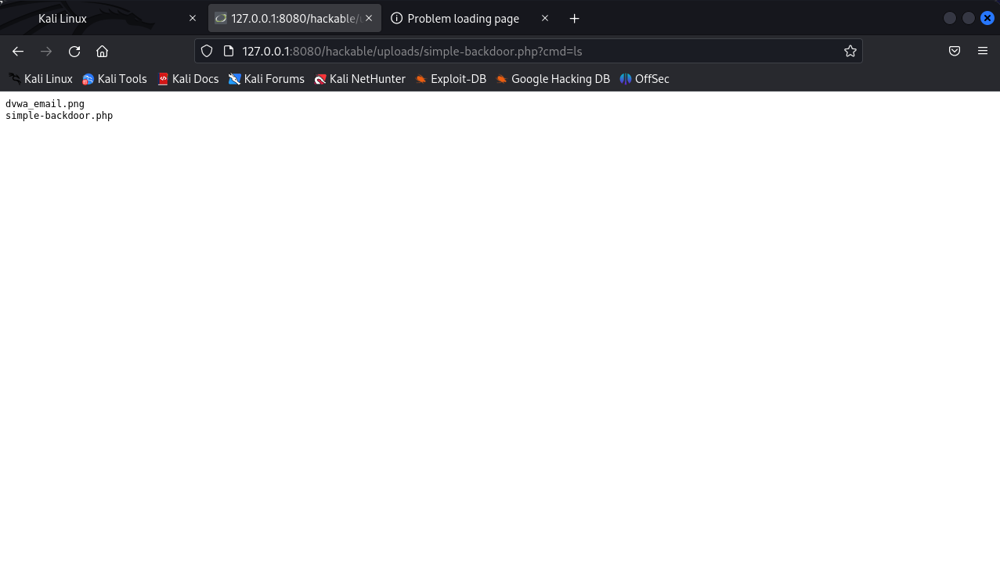 Kali Linux
127.0.0.1:8080/hackable/
Problem loading page
127.0.0.1:8080/hackable/uploads/simple-backdoor.php?cmd=ls
Kali Linux Kali Tools Kali Docs Kali Forums Kali NetHunter Exploit-DB Google Hacking DB OffSec
dvwa_email.png
simple-backdoor.php